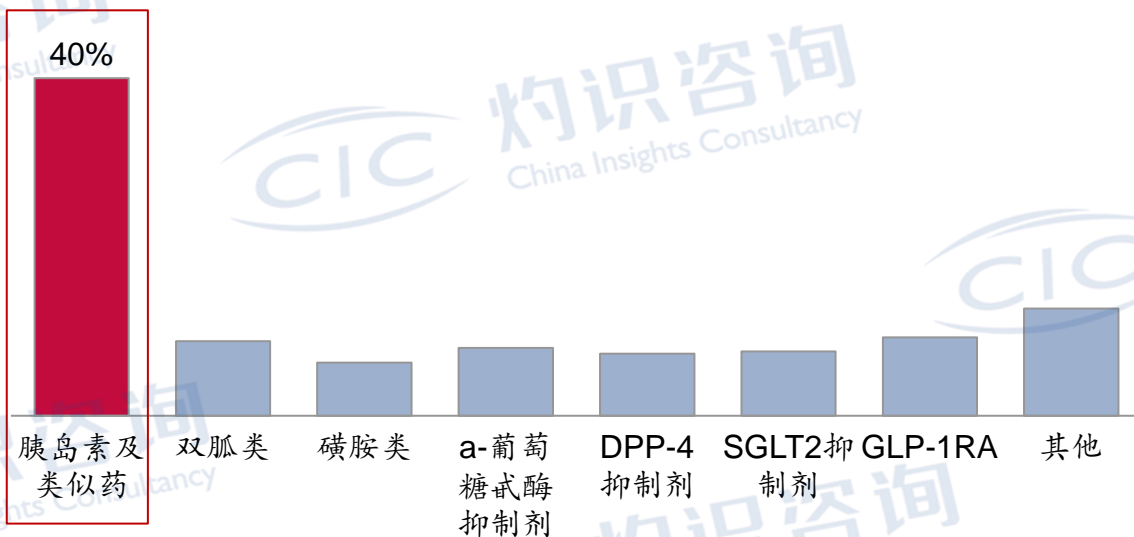 40%
灼识咨询
China Insights Consultancy
CIC
CIC
胰岛素及
类似药
双胍类
磺胺类
a-葡萄
糖甙酶
抑制剂
DPP-4
抑制剂
SGLT2抑
制剂
GLP-1RA
其他
灼识咨询